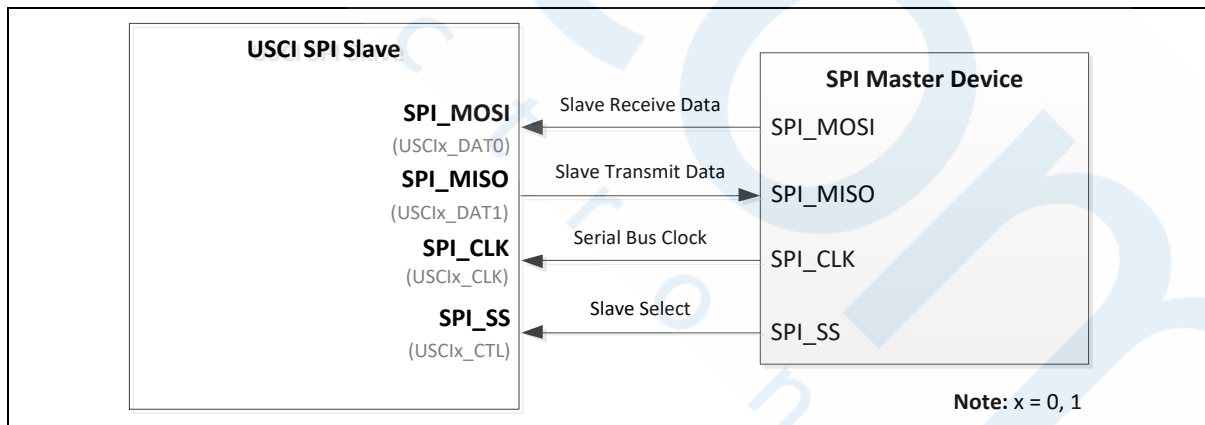 USCI SPI Slave
SPI Master Device
SPI_MOSI
(USCIx_DAT0)
Slave Receive Data
SPI_MOSI
SPI_MISO
(USCIx_DAT1)
Slave Transmit Data
SPI_MISO
SPI_CLK
(USCIx_CLK)
Serial Bus Clock
SPI_CLK
SPI_SS
(USCIx_CTL)
Slave Select
SPI_SS
Note: x = 0, 1